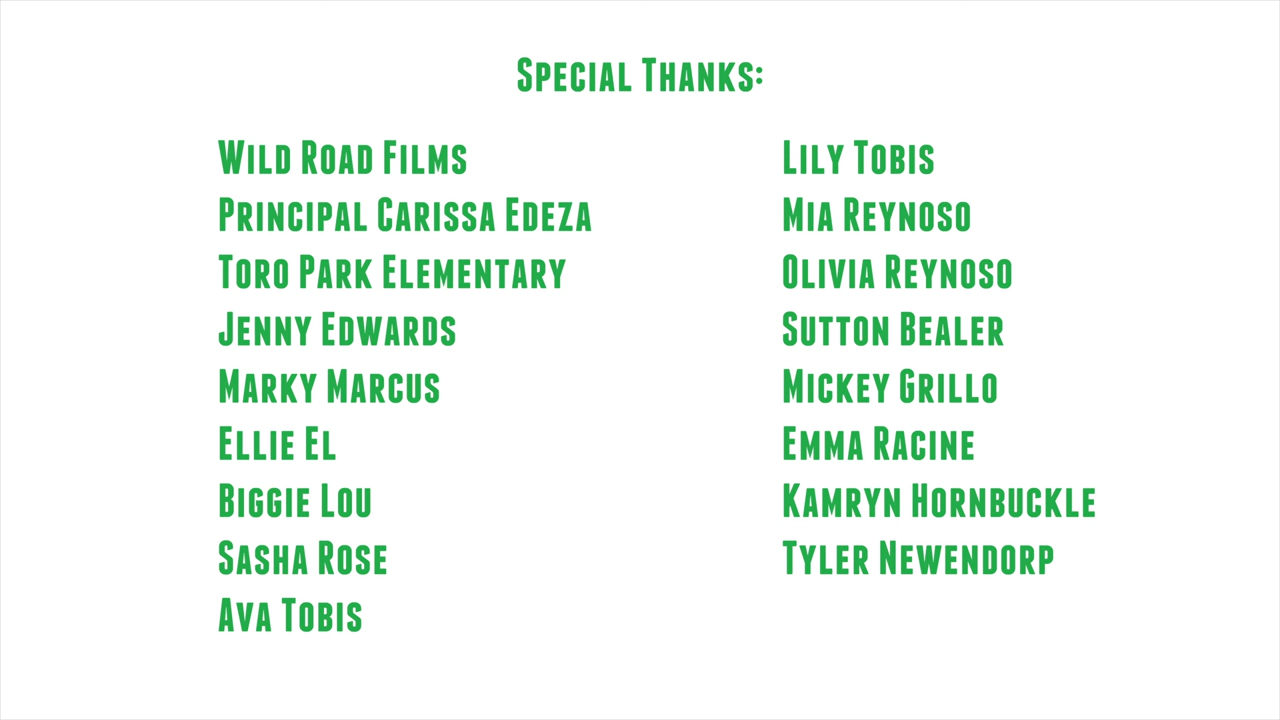 Special Thanks:
Wild Road Films
Principal Carissa Edeza
Toro Park Elementary
Jenny Edwards
Marky Marcus
Ellie El
Biggie Lou
Sasha Rose
Ava Tobis
Lily Tobis
Mia Reynoso
Olivia Reynoso
Sutton Bealer
Mickey Grillo
Emma Racine
Kamryn Hornbuckle
Tyler Newendorp